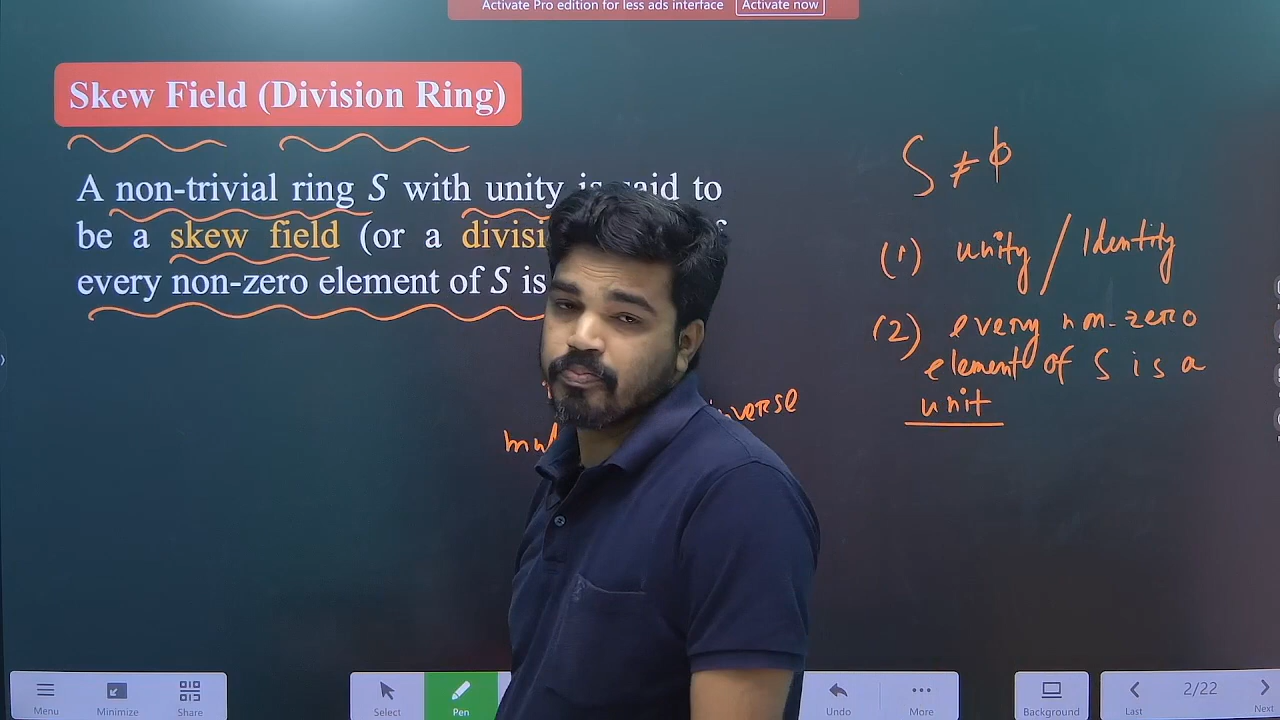 Activate Pro edition for less ads interface Activate now
Skew Field (Division Ring)
A non-trivial ring S with unity is said to
be a skew field (or a
every non-zero element of S is
S ≠ ϕ
(1) unity / Identity
(2) every non-zero
element of S is a
unit
Menu Minimize Share Select Pen Undo More Background Last 2/22 Next